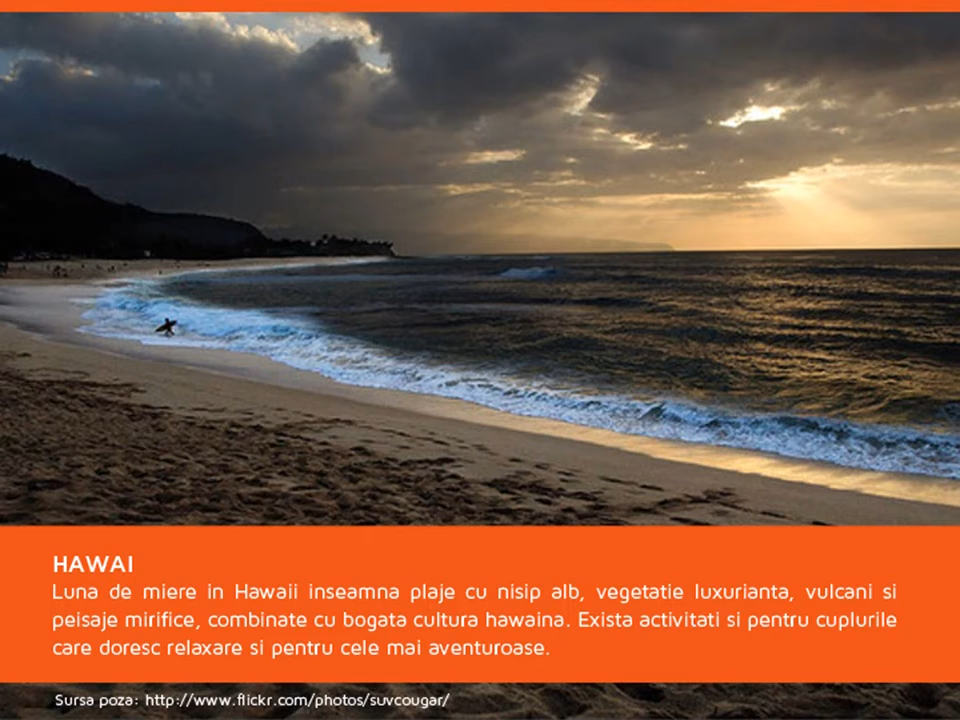 HAWAI
Luna de miere in Hawaii inseamna plaje cu nisip alb, vegetatie luxurianta, vulcani si
peisaje mirifice, combinate cu bogata cultura hawaina. Exista activitati si pentru cuplurile
care doresc relaxare si pentru cele mai aventuroase.
Sursa poza: http://www.flickr.com/photos/suvcougar/